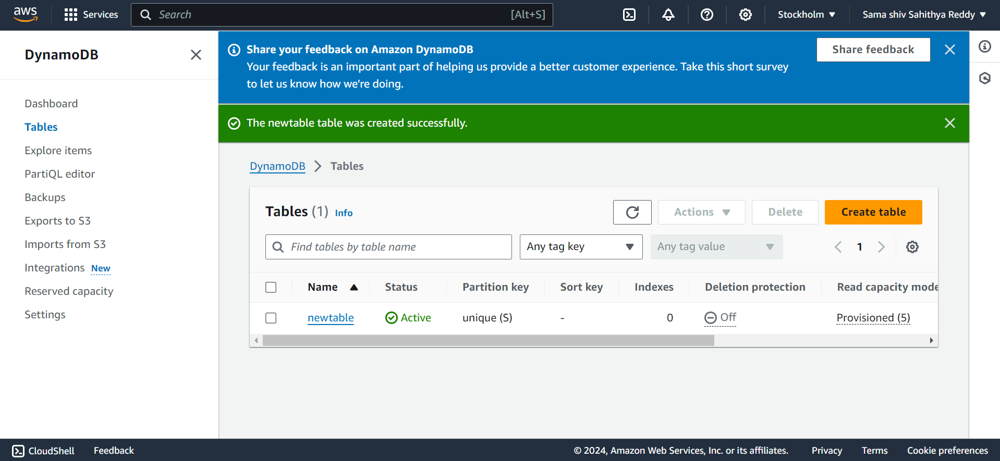 aws Services Search [Alt+S] Stockholm Sama shiv Sahithya Reddy
DynamoDB
Dashboard
Tables
Explore items
PartiQL editor
Backups
Exports to S3
Imports from S3
Integrations New
Reserved capacity
Settings
Share your feedback on Amazon DynamoDB
Your feedback is an important part of helping us provide a better customer experience. Take this short survey
to let us know how we're doing.
Share feedback
The newtable table was created successfully.
DynamoDB Tables
Tables (1) Info Actions Delete Create table
Find tables by table name Any tag key Any tag value 1
Name Status Partition key Sort key Indexes Deletion protection Read capacity mode
newtable Active unique (S) - 0 Off Provisioned (5)
CloudShell Feedback © 2024, Amazon Web Services, Inc. or its affiliates. Privacy Terms Cookie preferences